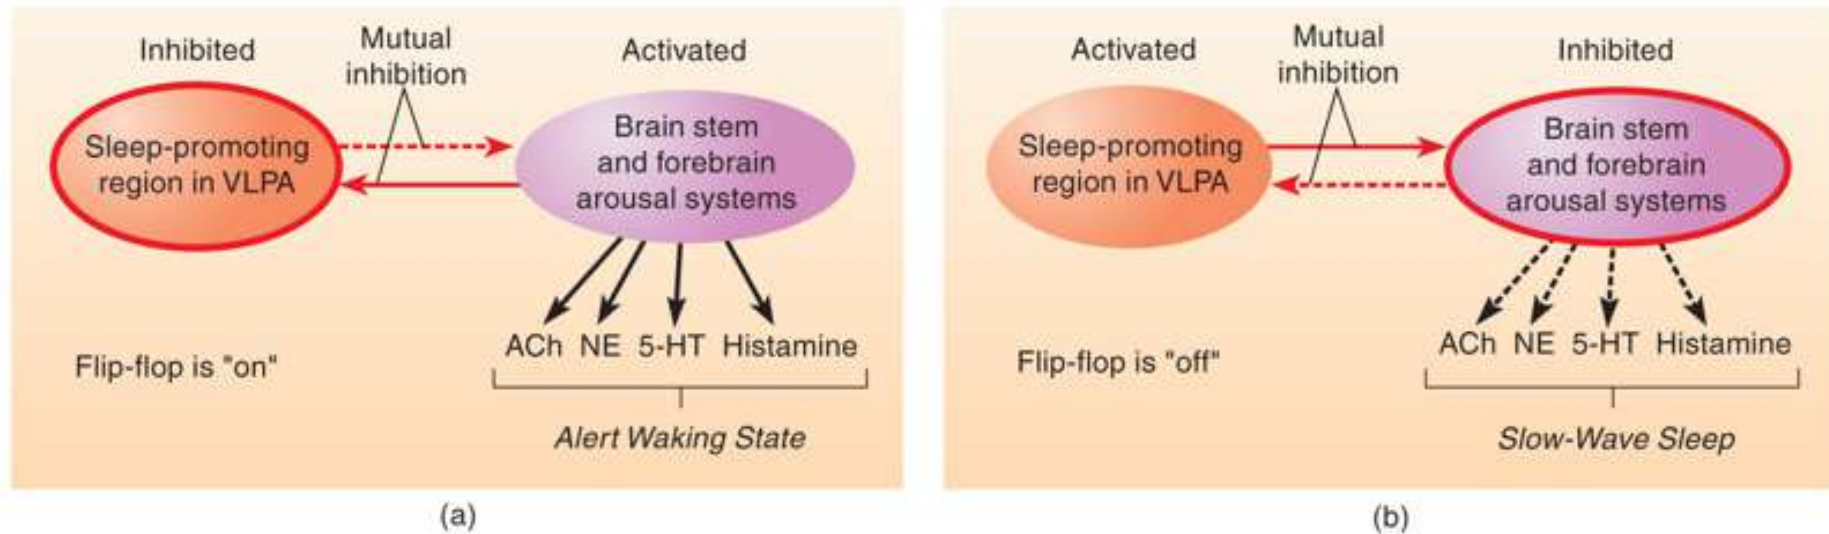 Inhibited
Mutual
inhibition
Activated
Sleep-promoting
region in VLPA
Brain stem
and forebrain
arousal systems
ACh NE 5-HT Histamine
Flip-flop is "on"
Alert Waking State
(a)
Activated
Mutual
inhibition
Inhibited
Sleep-promoting
region in VLPA
Brain stem
and forebrain
arousal systems
ACh NE 5-HT Histamine
Flip-flop is "off"
Slow-Wave Sleep
(b)